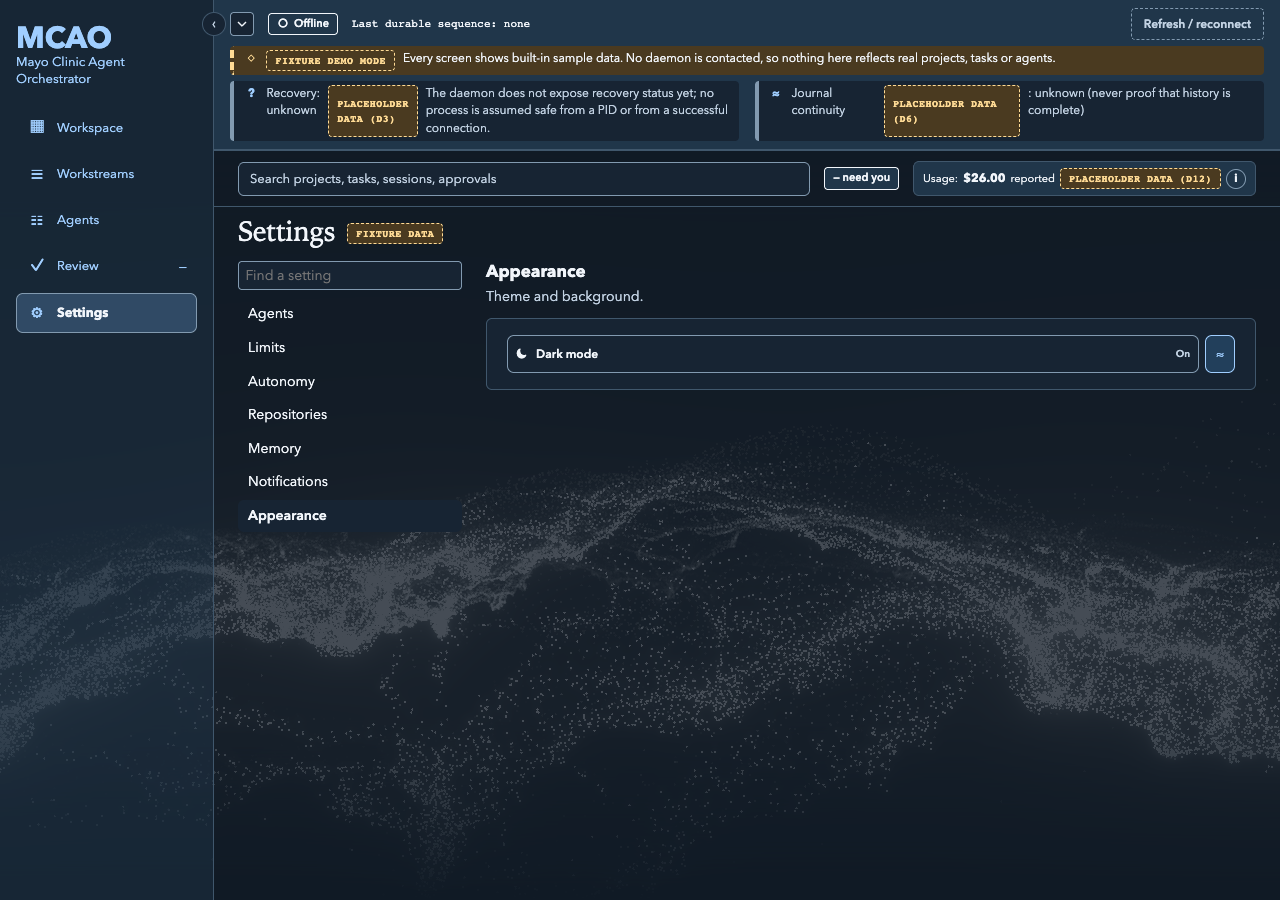 MCAO
Mayo Clinic Agent
Orchestrator
Workspace
Workstreams
Agents
Review –
Settings
Offline
Last durable sequence: none
Refresh / reconnect
FIXTURE DEMO MODE Every screen shows built-in sample data. No daemon is contacted, so nothing here reflects real projects, tasks or agents.
? Recovery:
unknown
PLACEHOLDER
DATA (D3)
The daemon does not expose recovery status yet; no
process is assumed safe from a PID or from a successful
connection.
≈ Journal
continuity
PLACEHOLDER DATA
(D6)
: unknown (never proof that history is
complete)
Search projects, tasks, sessions, approvals
– need you
Usage: $26.00 reported PLACEHOLDER DATA (D12) i
Settings FIXTURE DATA
Find a setting
Agents
Limits
Autonomy
Repositories
Memory
Notifications
Appearance
Appearance
Theme and background.
Dark mode On ≈